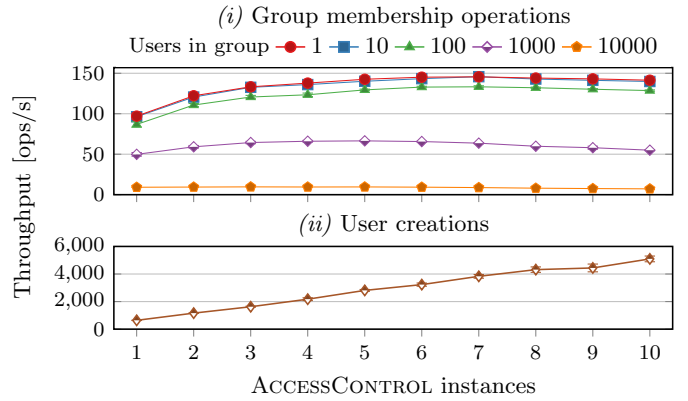 (i) Group membership operations
Users in group 1 10 100 1000 10000
150
100
50
0
Throughput [ops/s]
(ii) User creations
6,000
4,000
2,000
0
1 2 3 4 5 6 7 8 9 10
AccessControl instances